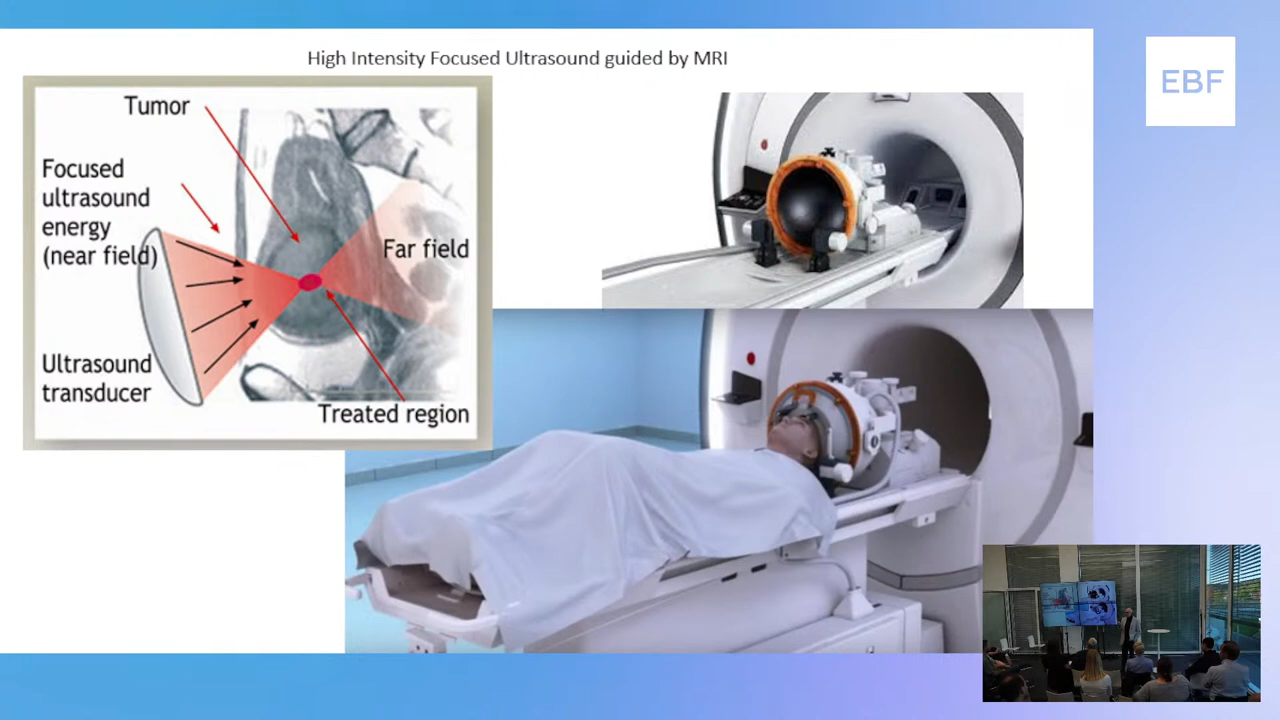 High Intensity Focused Ultrasound guided by MRI
EBF
Tumor
Focused
ultrasound
energy
(near field)
Far field
Ultrasound
transducer
Treated region